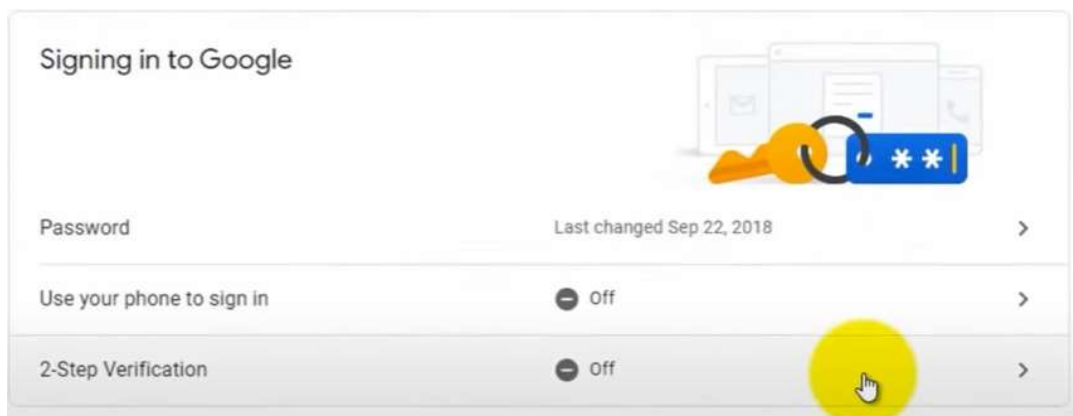 Signing in to Google
**
Password Last changed Sep 22, 2018
Use your phone to sign in Off
2-Step Verification Off